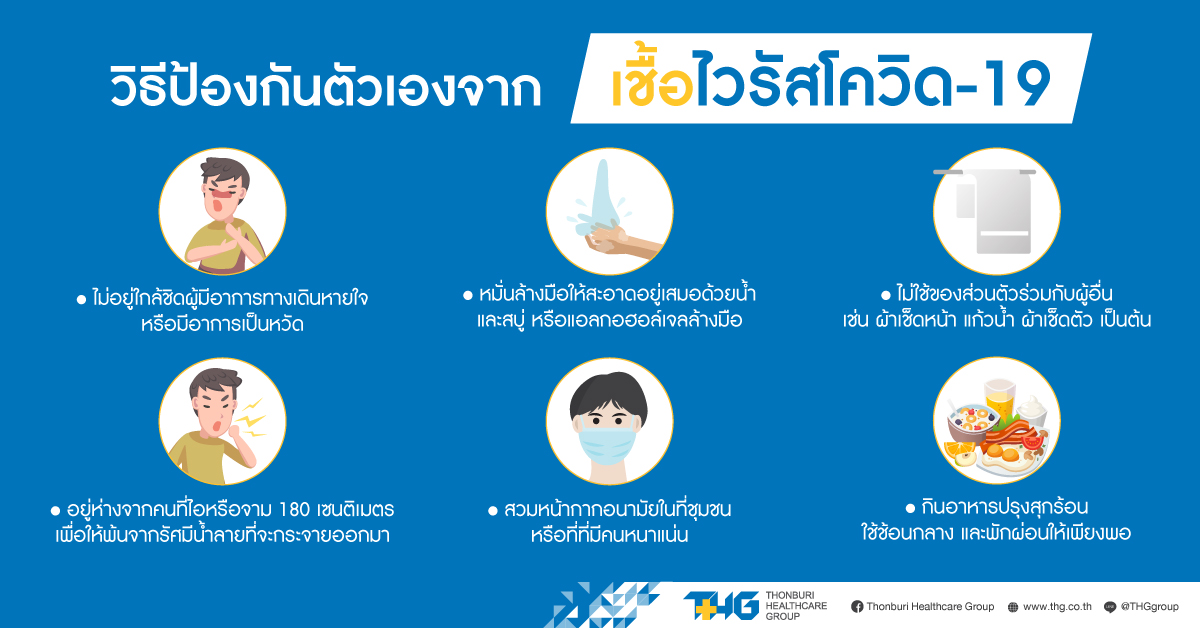 วิธีป้องกันตัวเองจาก เชื้อไวรัสโควิด-19
● ไม่อยู่ใกล้ชิดผู้มีอาการทางเดินหายใจ
หรือมีอาการเป็นหวัด
● หมั่นล้างมือให้สะอาดอยู่เสมอด้วยน้ำ
และสบู่ หรือแอลกอฮอล์เจลล้างมือ
● ไม่ใช้ของส่วนตัวร่วมกับผู้อื่น
เช่น ผ้าเช็ดหน้า แก้วน้ำ ผ้าเช็ดตัว เป็นต้น
● อยู่ห่างจากคนที่ไอหรือจาม 180 เซนติเมตร
เพื่อให้พ้นจากรัศมีน้ำลายที่จะกระจายออกมา
● สวมหน้ากากอนามัยในที่ชุมชน
หรือที่ที่มีคนหนาแน่น
● กินอาหารปรุงสุกร้อน
ใช้ช้อนกลาง และพักผ่อนให้เพียงพอ
THG
THONBURI
HEALTHCARE
GROUP
Thonburi Healthcare Group
www.thg.co.th
LINE
@THGgroup